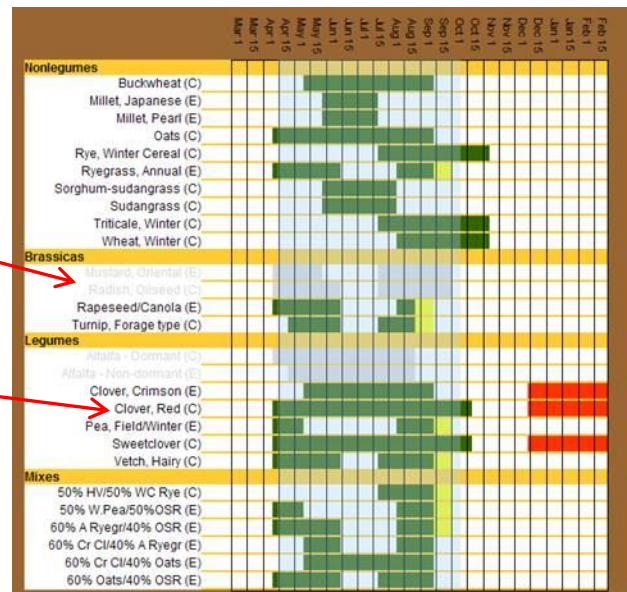 Mar 1 Mar 15 Apr 1 Apr 15 May 1 May 15 Jun 1 Jun 15 Jul 1 Jul 15 Aug 1 Aug 15 Sep 1 Sep 15 Oct 1 Oct 15 Nov 1 Nov 15 Dec 1 Dec 15 Jan 1 Jan 15 Feb 1 Feb 15
Nonlegumes
Buckwheat (C)
Millet, Japanese (E)
Millet, Pearl (E)
Oats (C)
Rye, Winter Cereal (C)
Ryegrass, Annual (E)
Sorghum-sudangrass (C)
Sudangrass (C)
Triticale, Winter (C)
Wheat, Winter (C)
Brassicas
Mustard, Oriental (E)
Radish, Oilseed (C)
Rapeseed/Canola (E)
Turnip, Forage type (C)
Legumes
Alfalfa - Dormant (C)
Alfalfa - Non-dormant (E)
Clover, Crimson (E)
Clover, Red (C)
Pea, Field/Winter (E)
Sweetclover (C)
Vetch, Hairy (C)
Mixes
50% HV/50% WC Rye (C)
50% W.Pea/50%OSR (E)
60% A Ryegr/40% OSR (E)
60% Cr Cl/40% A Ryegr (E)
60% Cr Cl/40% Oats (E)
60% Oats/40% OSR (E)